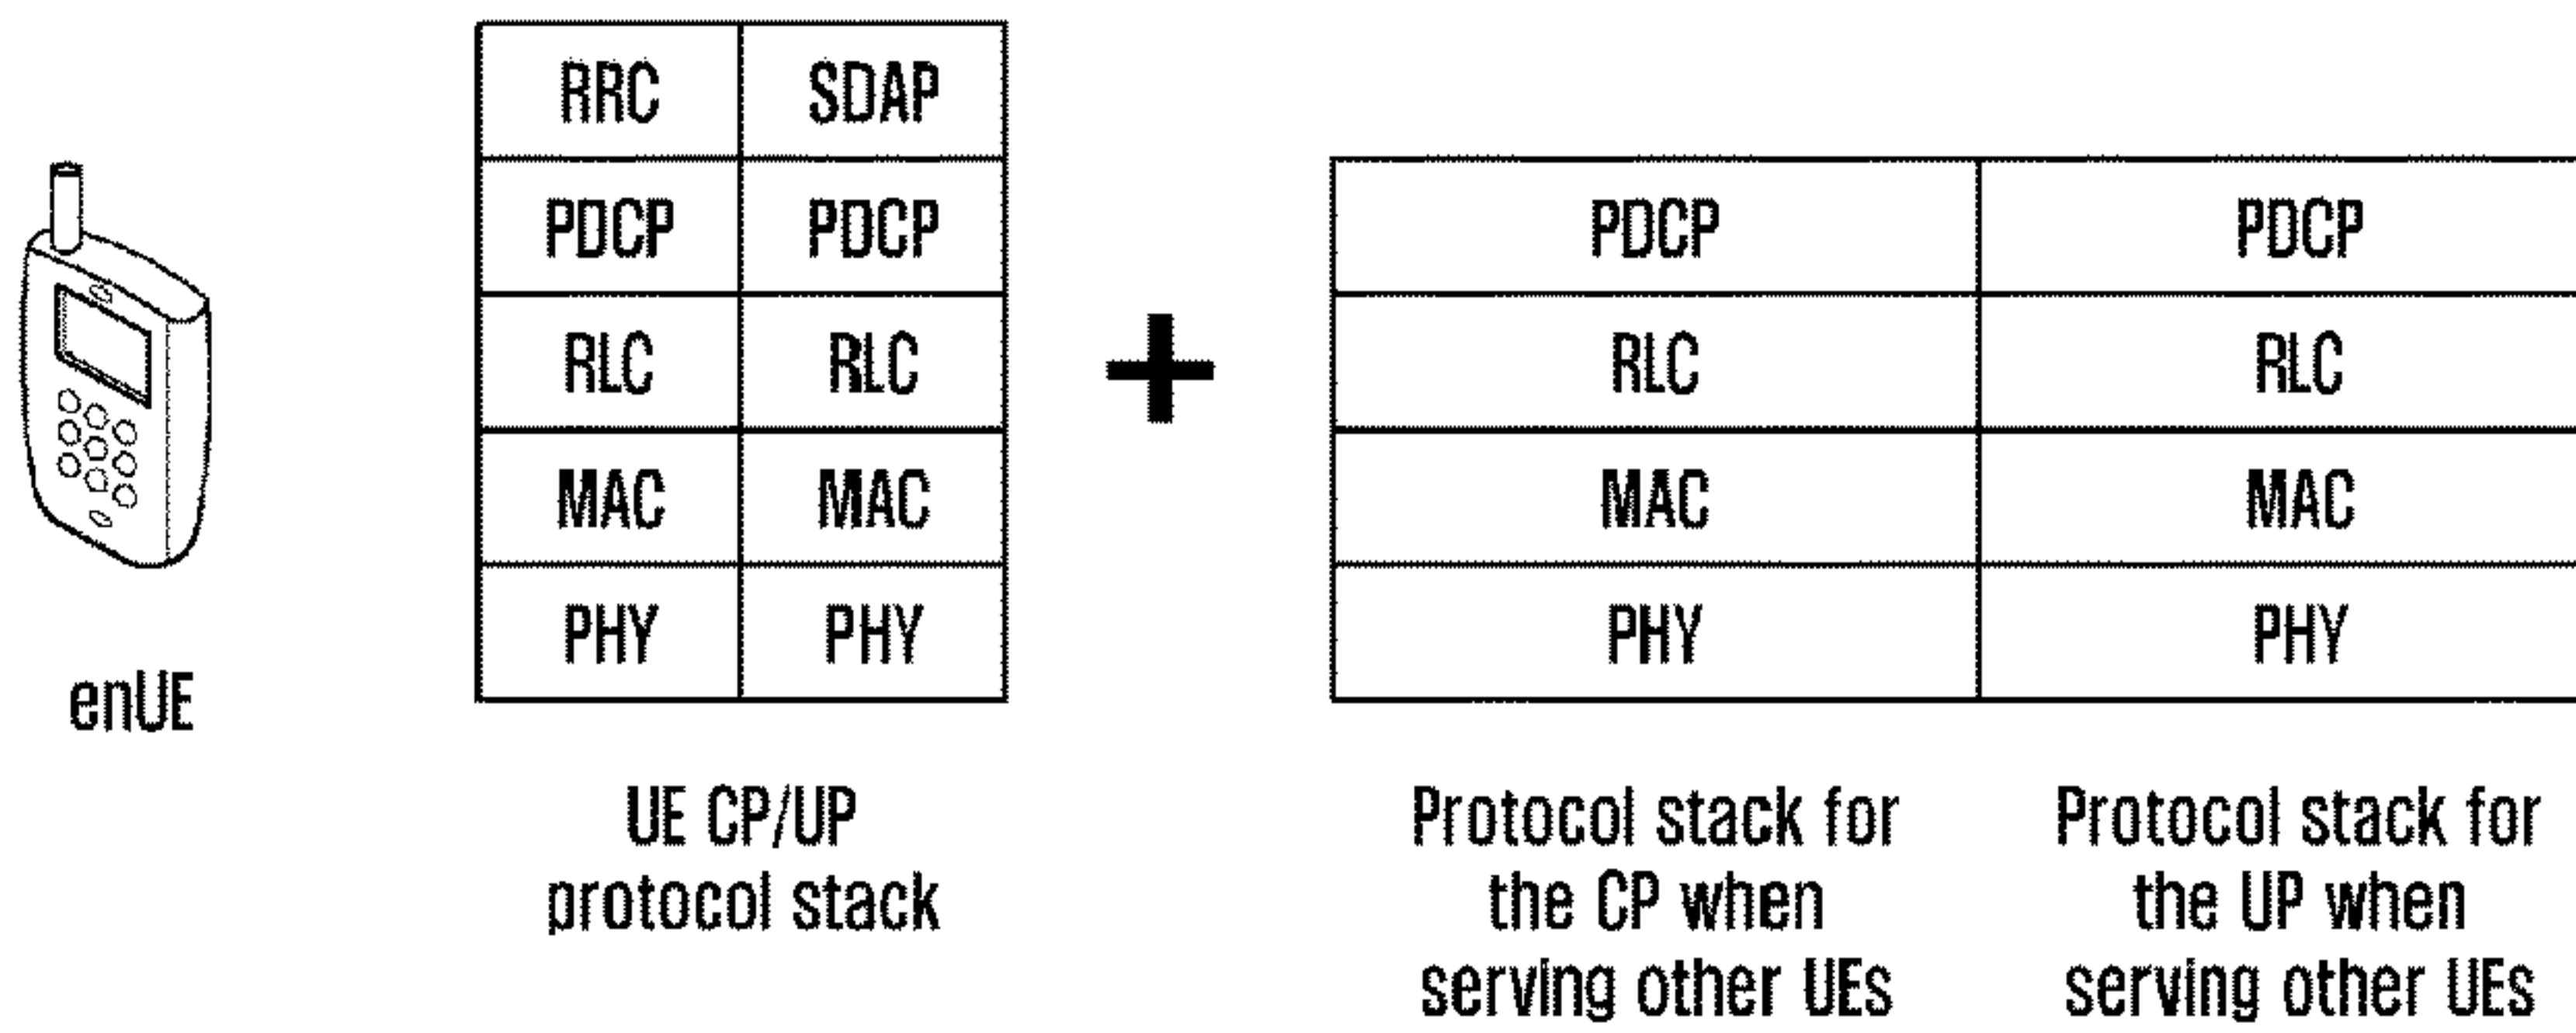 RRC SDAP
PDCP PDCP PDCP PDCP
RLC RLC RLC RLC
MAC MAC MAC MAC
PHY PHY PHY PHY
enUE
UE CP/UP
protocol stack
Protocol stack for
the CP when
serving other UEs
Protocol stack for
the UP when
serving other UEs